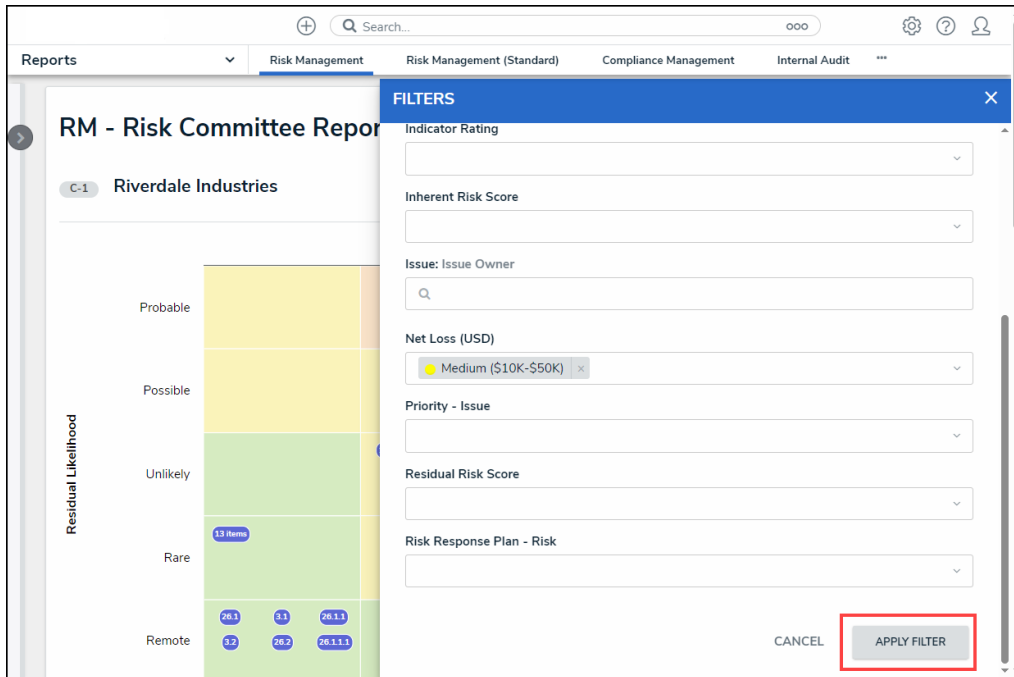 Search...
ooo
Reports
Risk Management
Risk Management (Standard)
Compliance Management
Internal Audit
RM - Risk Committee Repor
C-1
Riverdale Industries
Residual Likelihood
Probable
Possible
Unlikely
Rare
13 items
Remote
26.1 3.1 26.1.1
3.2 26.2 26.1.1.1
FILTERS
Indicator Rating
Inherent Risk Score
Issue: Issue Owner
Net Loss (USD)
Medium ($10K-$50K) ×
Priority - Issue
Residual Risk Score
Risk Response Plan - Risk
CANCEL
APPLY FILTER